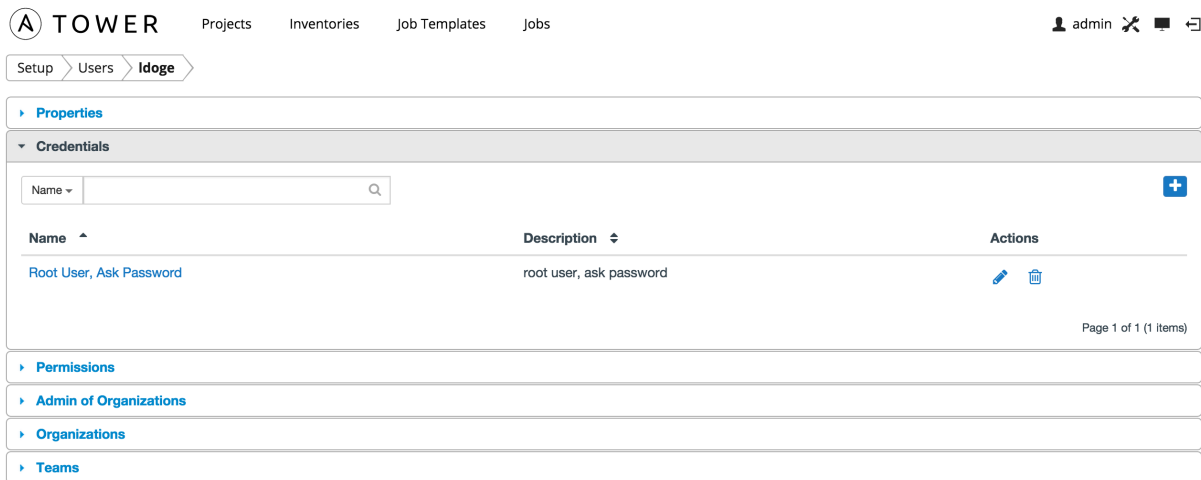 A TOWER Projects Inventories Job Templates Jobs admin
Setup Users ldoge
Properties
Credentials
Name
Name Description Actions
Root User, Ask Password root user, ask password
Page 1 of 1 (1 items)
Permissions
Admin of Organizations
Organizations
Teams